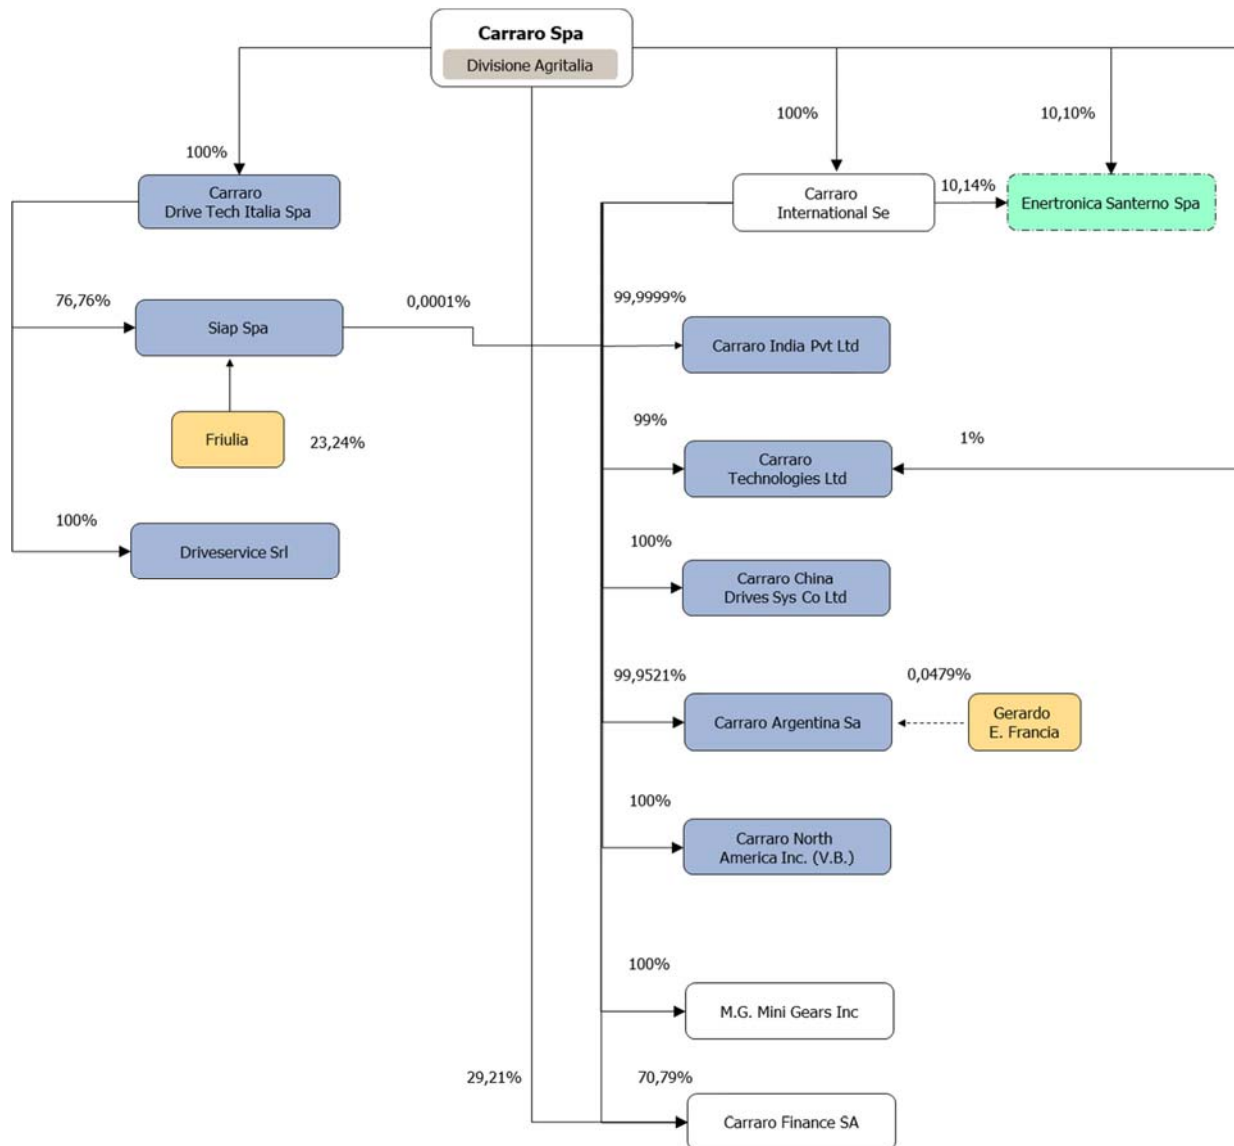 Carraro Spa
Divisione Agritalia
100%
10,10%
100%
Carraro
Drive Tech Italia Spa
Carraro
International Se
10,14%
Enertronica Santerno Spa
76,76%
0,0001%
99,9999%
Siap Spa
Carraro India Pvt Ltd
Friulia
23,24%
99%
1%
Carraro
Technologies Ltd
100%
Driveservice Srl
100%
Carraro China
Drives Sys Co Ltd
99,9521%
0,0479%
Carraro Argentina Sa
Gerardo
E. Francia
100%
Carraro North
America Inc. (V.B.)
100%
M.G. Mini Gears Inc
29,21%
70,79%
Carraro Finance SA